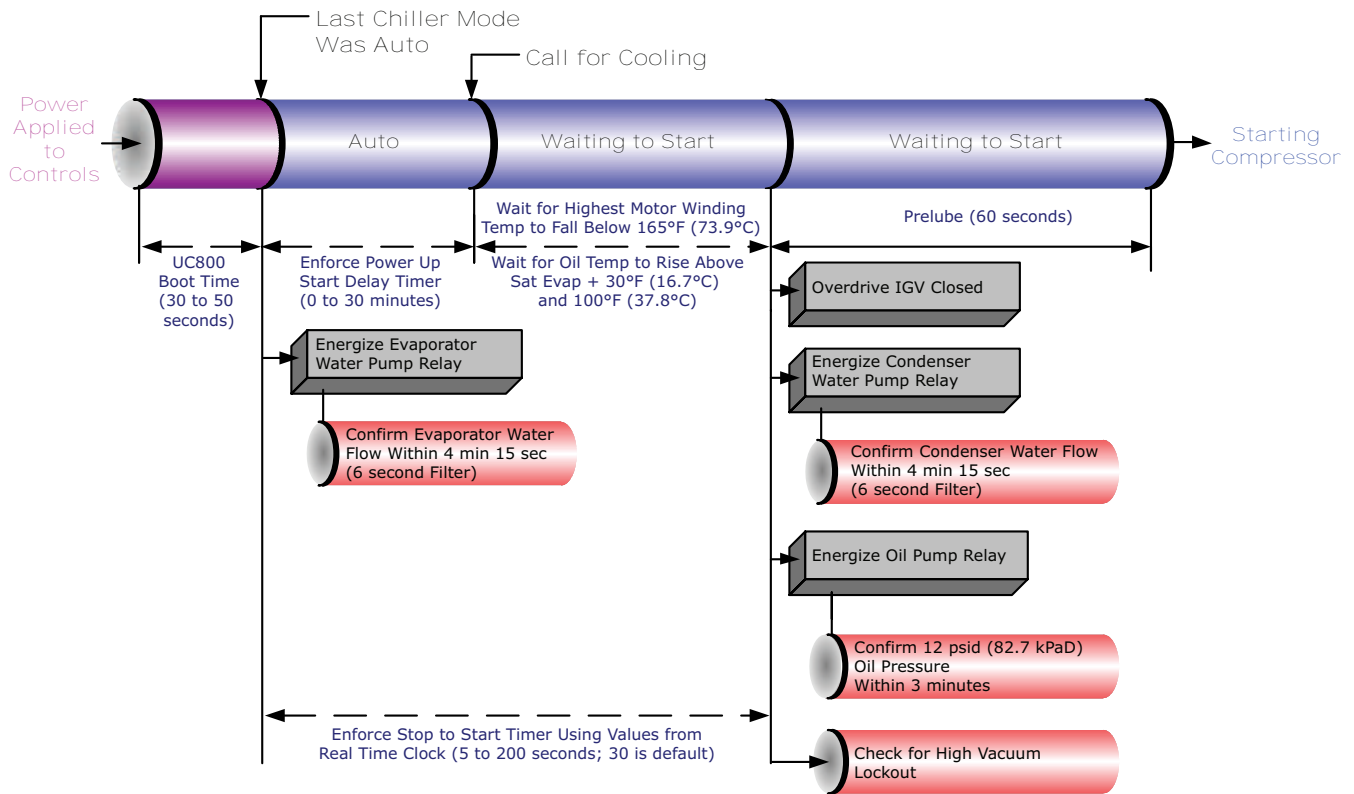 Last Chiller Mode
Was Auto
Call for Cooling
Power
Applied
to
Controls
Auto
Waiting to Start
Waiting to Start
Starting
Compressor
UC800
Boot Time
(30 to 50
seconds)
Enforce Power Up
Start Delay Timer
(0 to 30 minutes)
Wait for Highest Motor Winding
Temp to Fall Below 165°F (73.9°C)
Wait for Oil Temp to Rise Above
Sat Evap + 30°F (16.7°C)
and 100°F (37.8°C)
Prelube (60 seconds)
Overdrive IGV Closed
Energize Evaporator
Water Pump Relay
Confirm Evaporator Water
Flow Within 4 min 15 sec
(6 second Filter)
Energize Condenser
Water Pump Relay
Confirm Condenser Water Flow
Within 4 min 15 sec
(6 second Filter)
Energize Oil Pump Relay
Confirm 12 psid (82.7 kPaD)
Oil Pressure
Within 3 minutes
Enforce Stop to Start Timer Using Values from
Real Time Clock (5 to 200 seconds; 30 is default)
Check for High Vacuum
Lockout